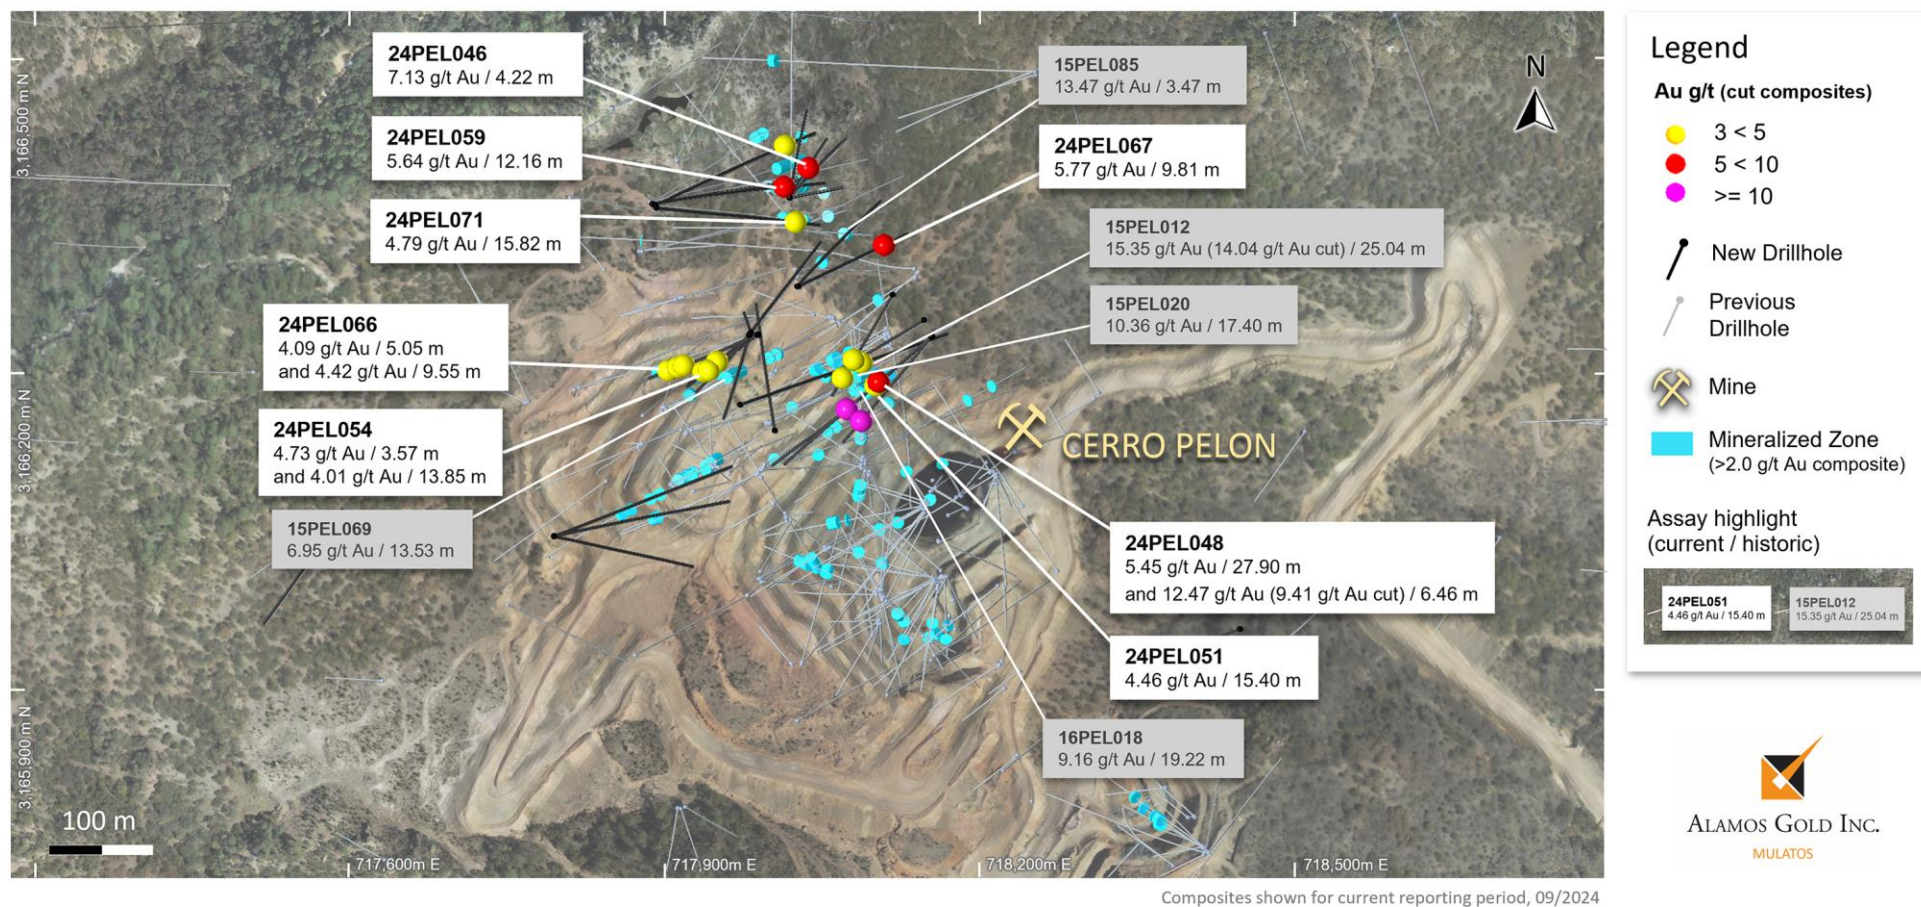 24PEL046
7.13 g/t Au / 4.22 m
24PEL059
5.64 g/t Au / 12.16 m
24PEL071
4.79 g/t Au / 15.82 m
24PEL066
4.09 g/t Au / 5.05 m
and 4.42 g/t Au / 9.55 m
24PEL054
4.73 g/t Au / 3.57 m
and 4.01 g/t Au / 13.85 m
15PEL069
6.95 g/t Au / 13.53 m
15PEL085
13.47 g/t Au / 3.47 m
24PEL067
5.77 g/t Au / 9.81 m
15PEL012
15.35 g/t Au (14.04 g/t Au cut) / 25.04 m
15PEL020
10.36 g/t Au / 17.40 m
CERRO PELON
24PEL048
5.45 g/t Au / 27.90 m
and 12.47 g/t Au (9.41 g/t Au cut) / 6.46 m
24PEL051
4.46 g/t Au / 15.40 m
16PEL018
9.16 g/t Au / 19.22 m
N
3,166,500 m N
3,166,200 m N
3,165,900 m N
100 m
717,600m E
717,900m E
718,200m E
718,500m E
Legend
Au g/t (cut composites)
3 < 5
5 < 10
>= 10
New Drillhole
Previous
Drillhole
Mine
Mineralized Zone
(>2.0 g/t Au composite)
Assay highlight
(current / historic)
24PEL051
4.46 g/t Au / 15.40 m
15PEL012
15.35 g/t Au / 25.04 m
ALAMOS GOLD INC.
MULATOS
Composites shown for current reporting period, 09/2024